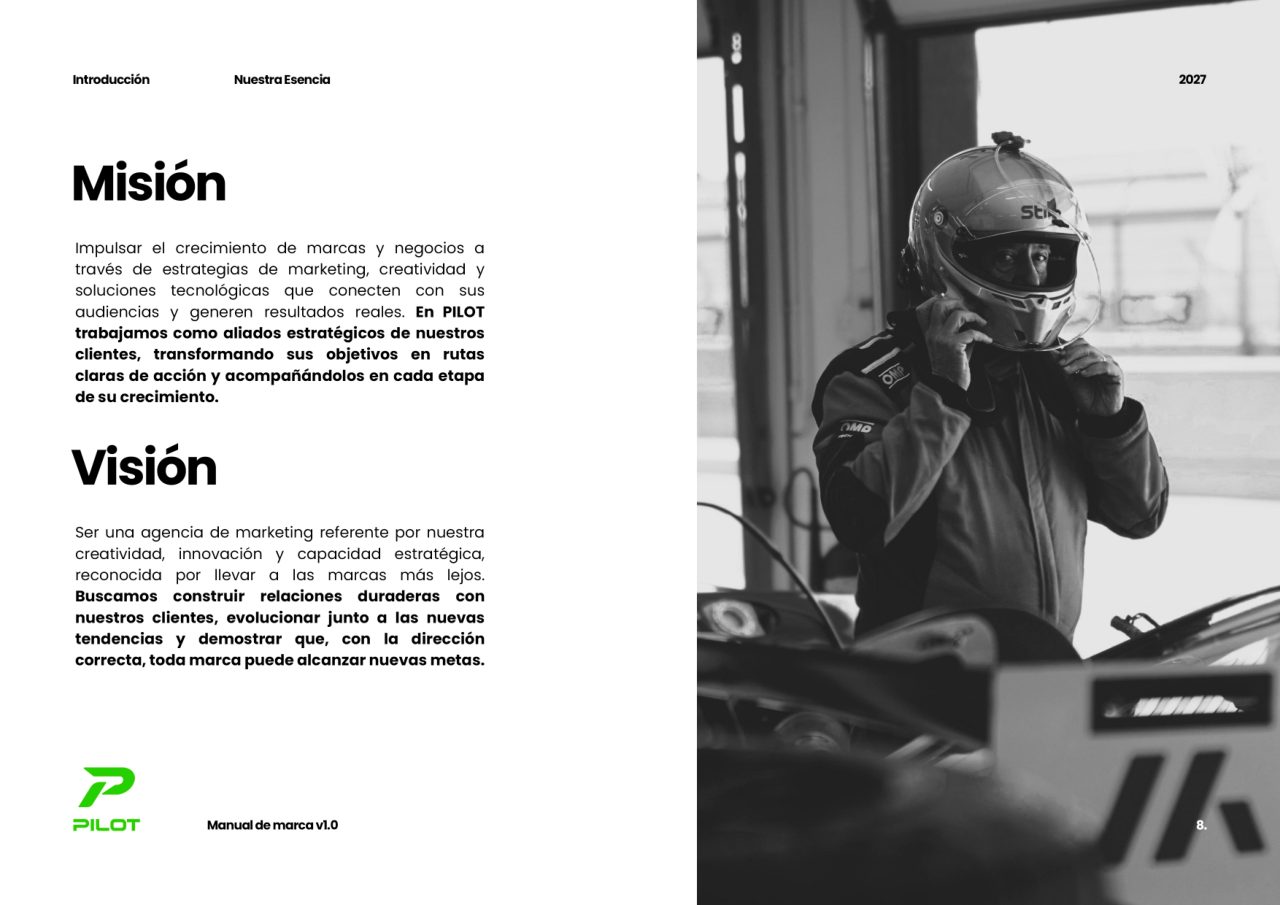 Introducción
Nuestra Esencia
2027
Misión
Impulsar el crecimiento de marcas y negocios a
través de estrategias de marketing, creatividad y
soluciones tecnológicas que conecten con sus
audiencias y generen resultados reales. En PILOT
trabajamos como aliados estratégicos de nuestros
clientes, transformando sus objetivos en rutas
claras de acción y acompañándolos en cada etapa
de su crecimiento.
Visión
Ser una agencia de marketing referente por nuestra
creatividad, innovación y capacidad estratégica,
reconocida por llevar a las marcas más lejos.
Buscamos construir relaciones duraderas con
nuestros clientes, evolucionar junto a las nuevas
tendencias y demostrar que, con la dirección
correcta, toda marca puede alcanzar nuevas metas.
PILOT
Manual de marca v1.0
OMP
OMP
8.